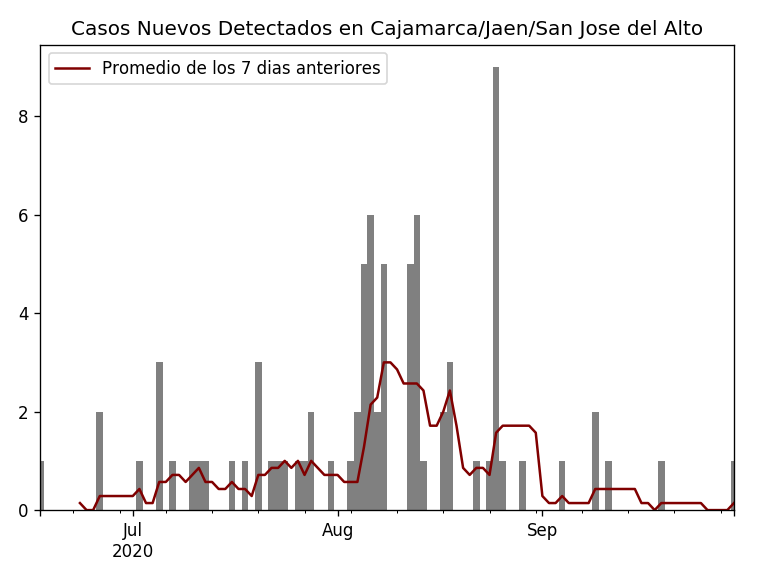 Casos Nuevos Detectados en Cajamarca/Jaen/San Jose del Alto
Promedio de los 7 dias anteriores
8
6
4
2
0
Jul
2020
Aug
Sep